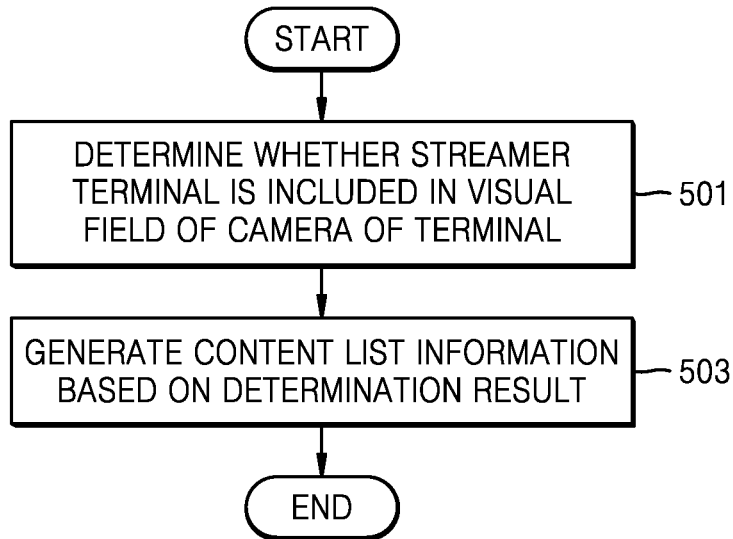 START
DETERMINE WHETHER STREAMER
TERMINAL IS INCLUDED IN VISUAL
FIELD OF CAMERA OF TERMINAL
501
GENERATE CONTENT LIST INFORMATION
BASED ON DETERMINATION RESULT
503
END